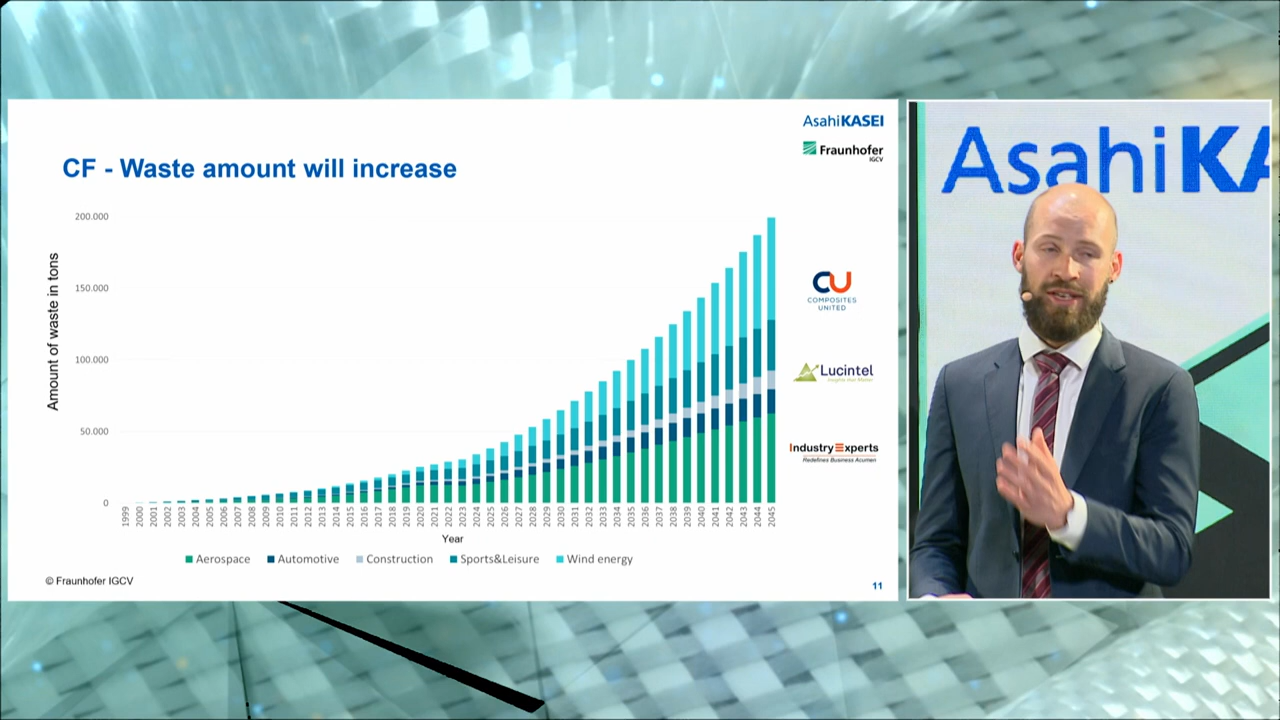 AsahiKASEI
Fraunhofer
IGCV
CF - Waste amount will increase
Amount of waste in tons
200.000
150.000
100.000
50.000
0
1999 2000 2001 2002 2003 2004 2005 2006 2007 2008 2009 2010 2011 2012 2013 2014 2015 2016 2017 2018 2019 2020 2021 2022 2023 2024 2025 2026 2027 2028 2029 2030 2031 2032 2033 2034 2035 2036 2037 2038 2039 2040 2041 2042 2043 2044 2045
Year
Aerospace Automotive Construction Sports&Leisure Wind energy
CU
COMPOSITES
UNITED
Lucintel
Insights that Matter
IndustryExperts
Redefines Business Acumen
© Fraunhofer IGCV
11
AsahiKA